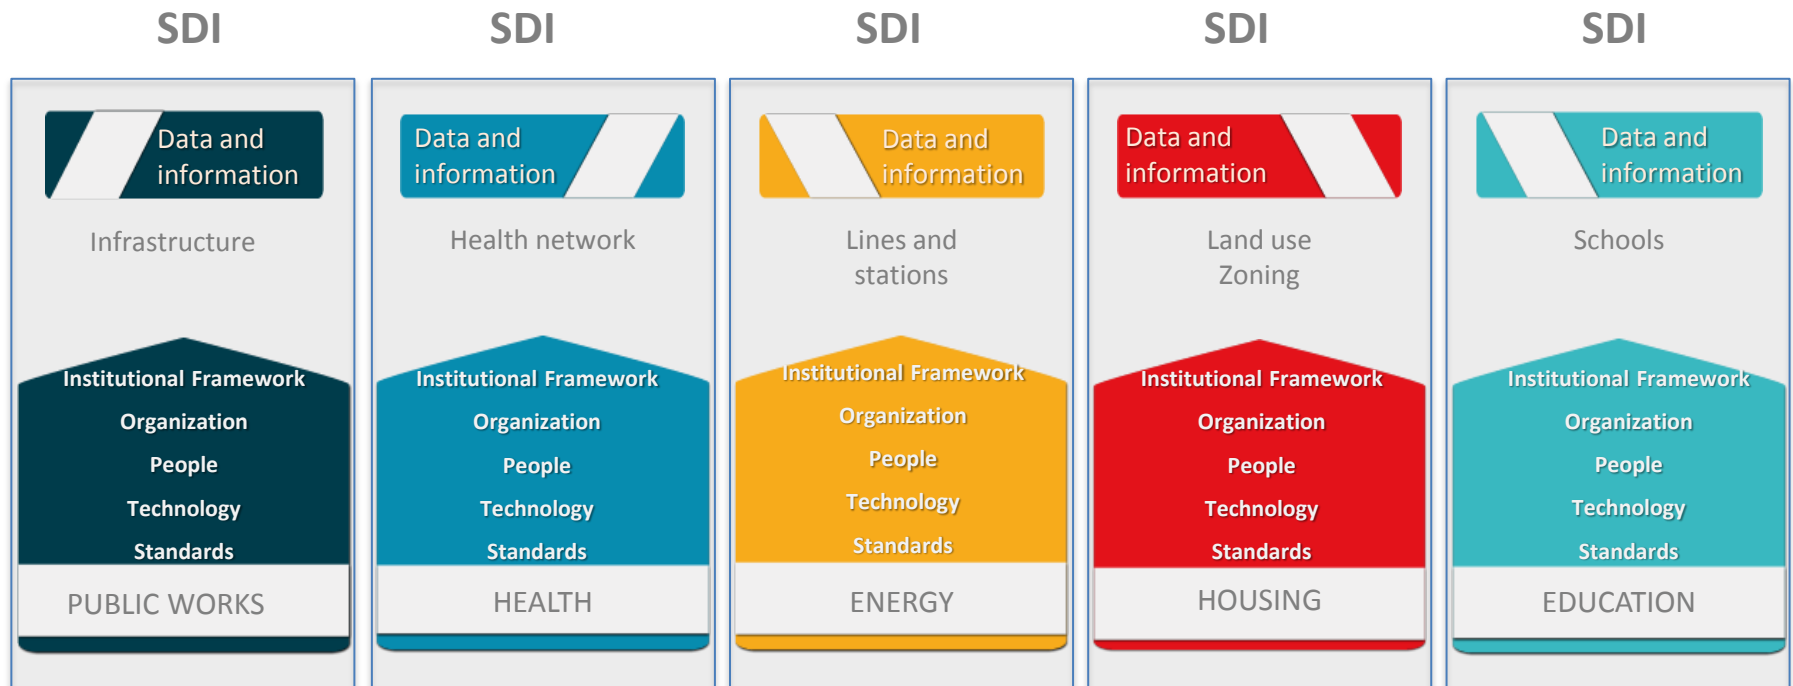 SDI
Data and
information
Infrastructure
Institutional Framework
Organization
People
Technology
Standards
PUBLIC WORKS
SDI
Data and
information
Health network
Institutional Framework
Organization
People
Technology
Standards
HEALTH
SDI
Data and
information
Lines and
stations
Institutional Framework
Organization
People
Technology
Standards
ENERGY
SDI
Data and
information
Land use
Zoning
Institutional Framework
Organization
People
Technology
Standards
HOUSING
SDI
Data and
information
Schools
Institutional Framework
Organization
People
Technology
Standards
EDUCATION